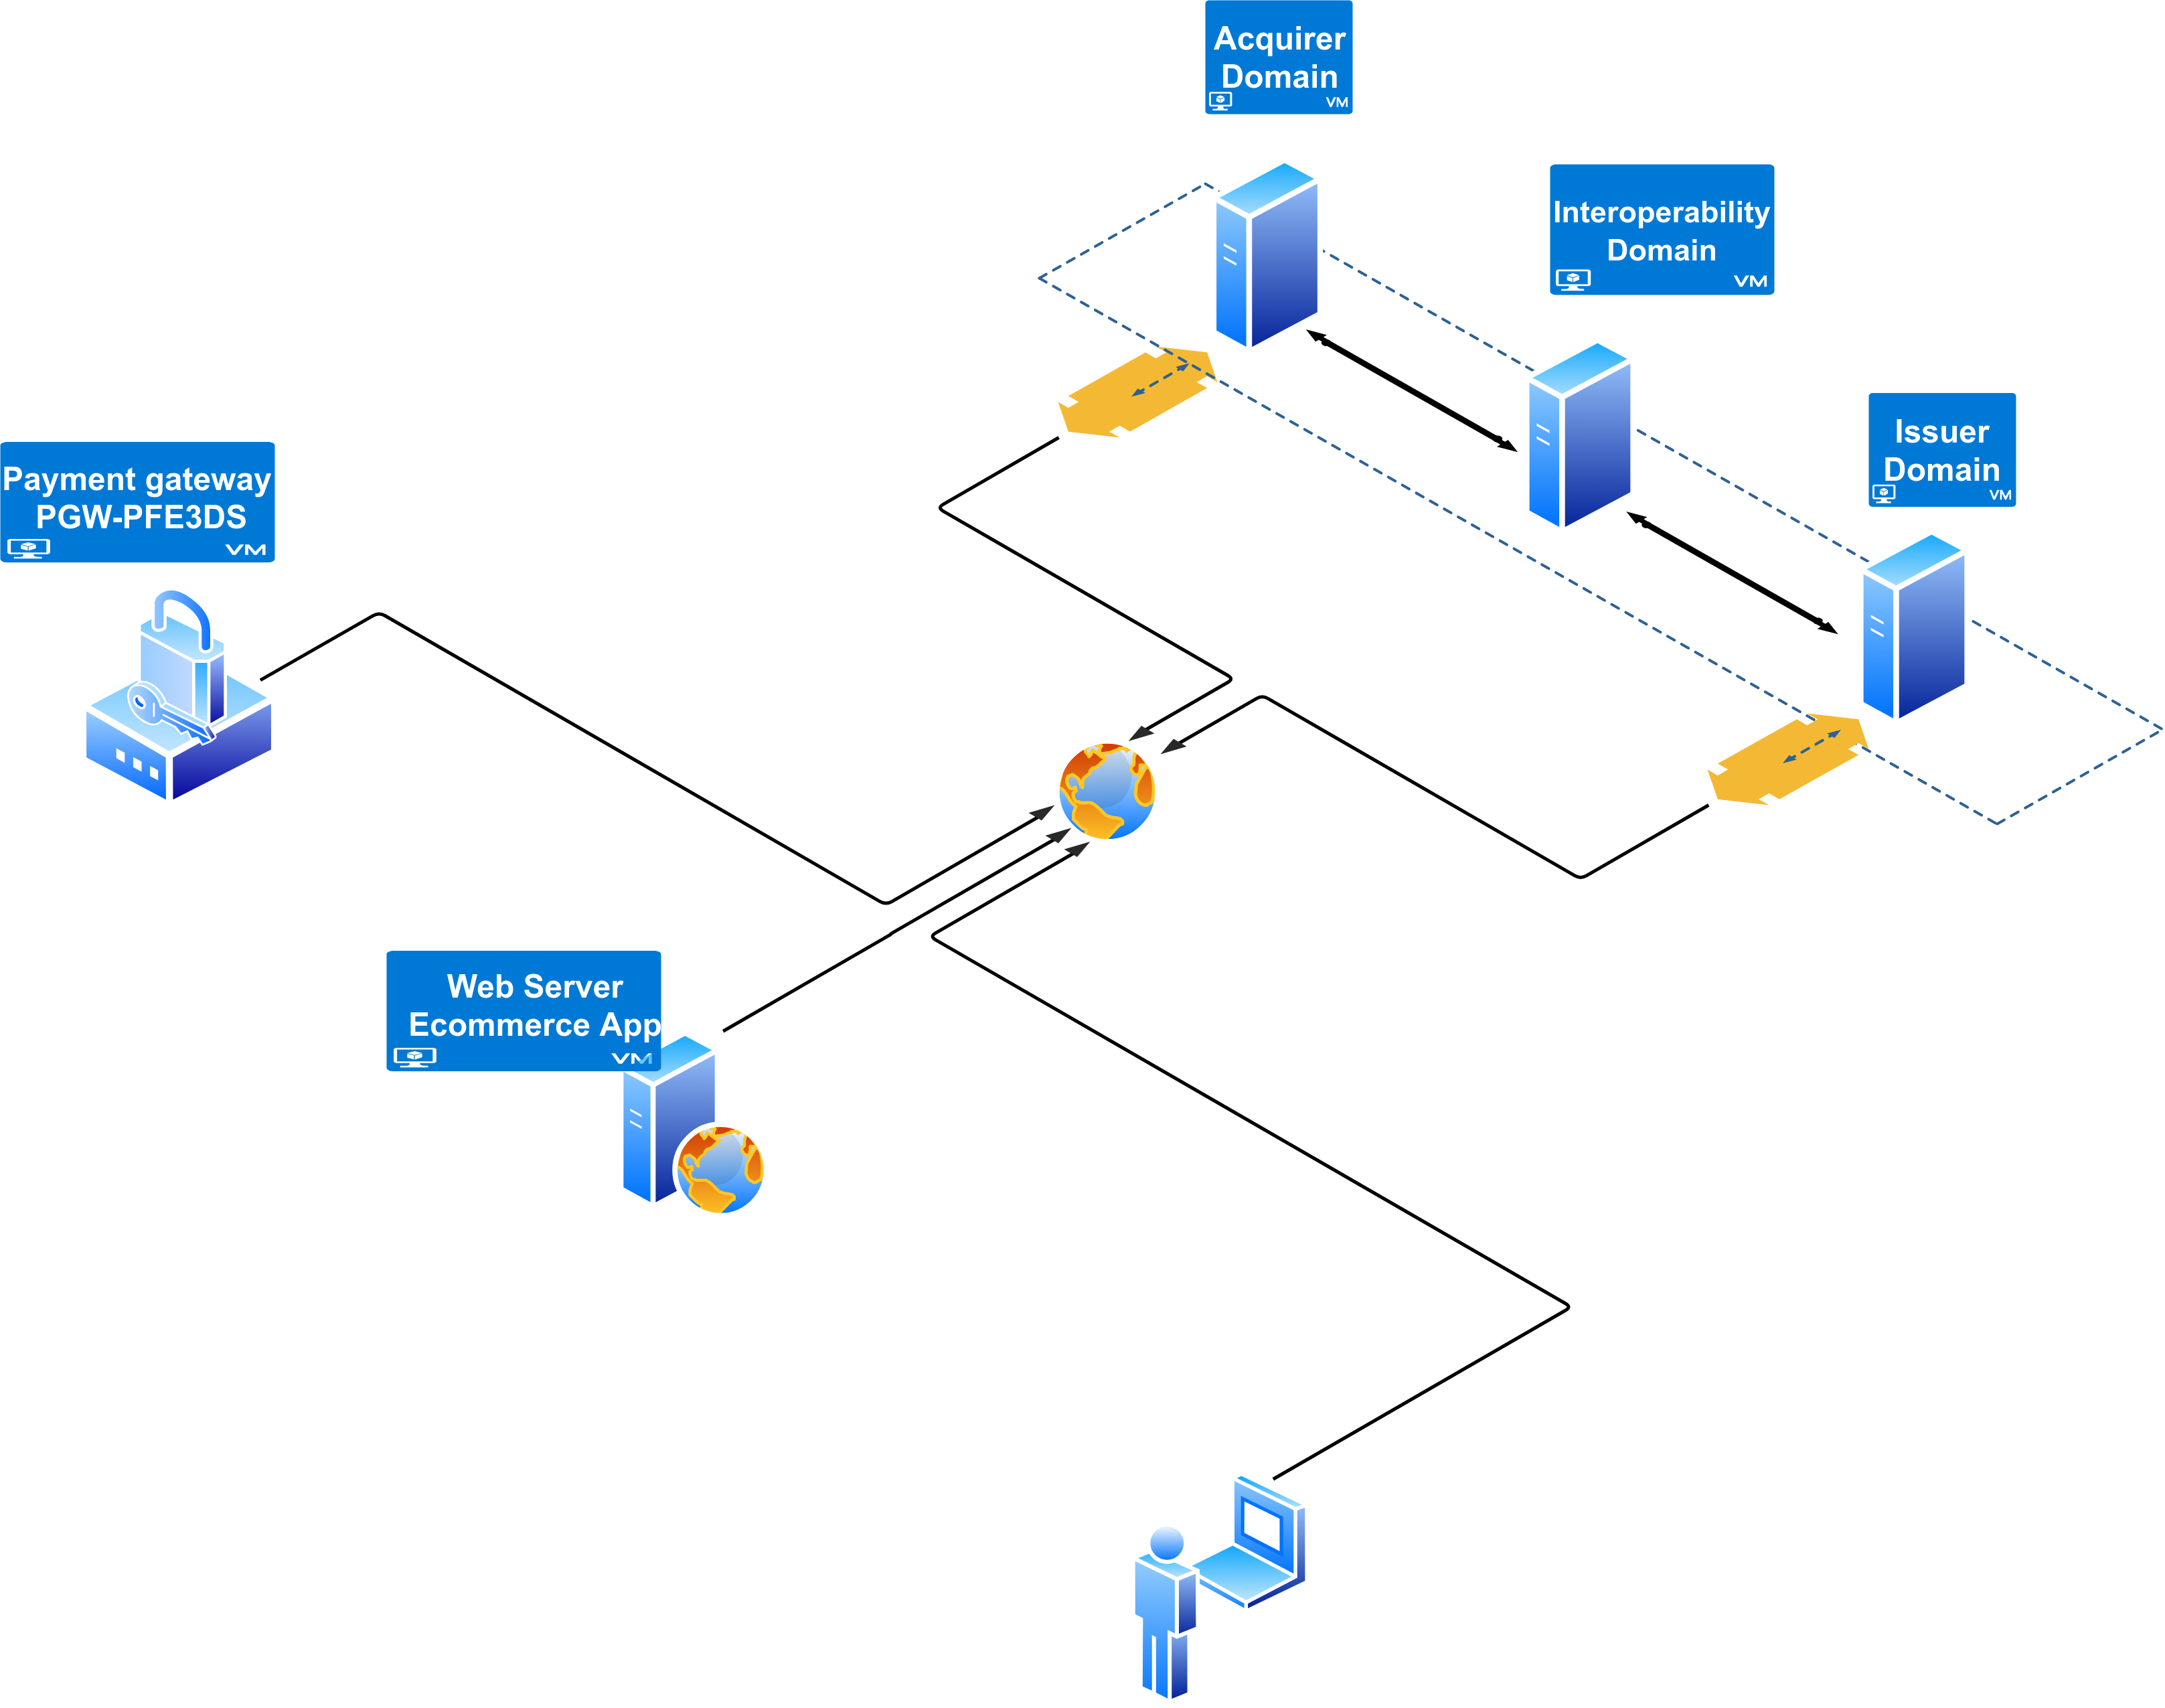 Acquirer
Domain
VM
Interoperability
Domain
VM
Issuer
Domain
VM
Payment gateway
PGW-PFE3DS
VM
Web Server
Ecommerce App
VM